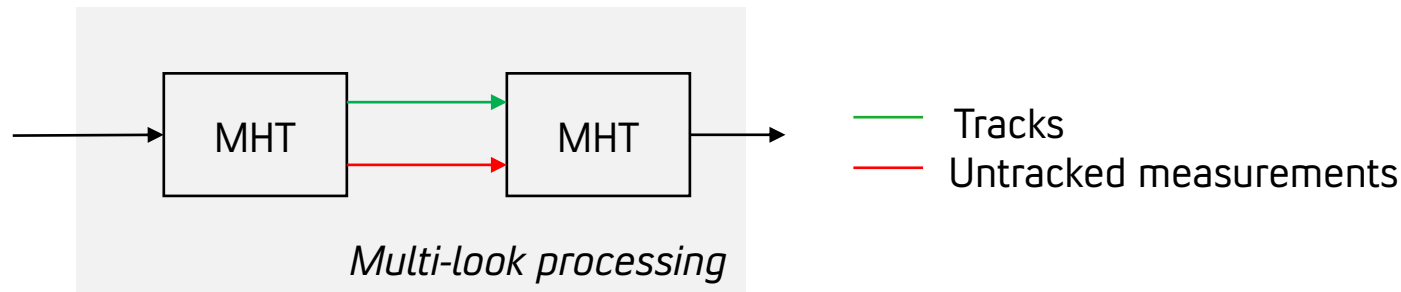 MHT
MHT
Tracks
Untracked measurements
Multi-look processing